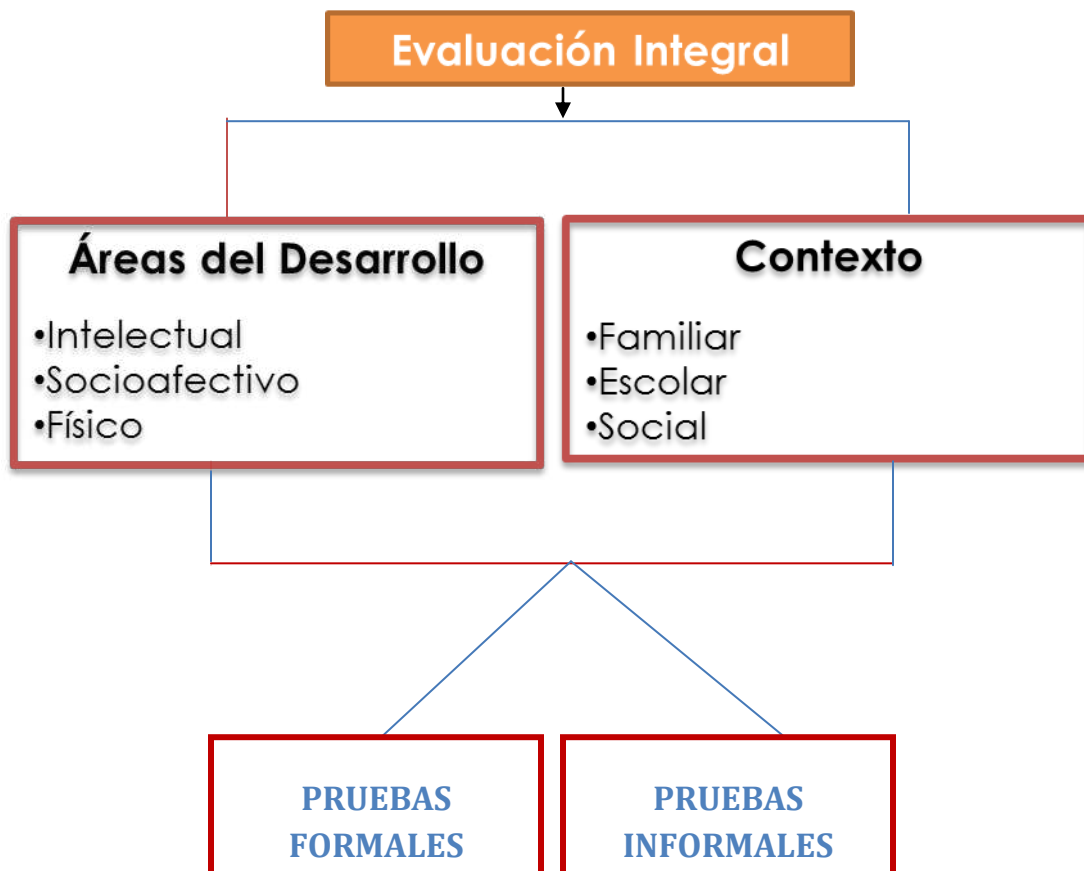 Evaluación Integral
Áreas del Desarrollo
•Intelectual
•Socioafectivo
•Físico
Contexto
•Familiar
•Escolar
•Social
PRUEBAS
FORMALES
PRUEBAS
INFORMALES